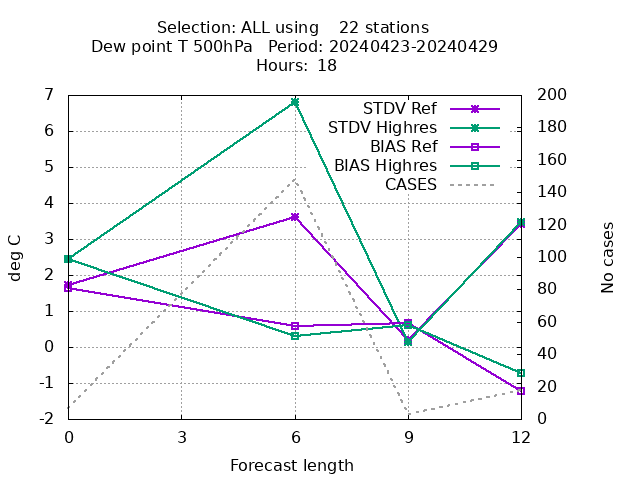 Selection: ALL using 22 stations
Dew point T 500hPa Period: 20240423-20240429
Hours: 18
7
6
5
4
3
2
1
0
-1
-2
deg C
200
180
160
140
120
100
80
60
40
20
0
No cases
STDV Ref
STDV Highres
BIAS Ref
BIAS Highres
CASES
0 3 6 9 12
Forecast length